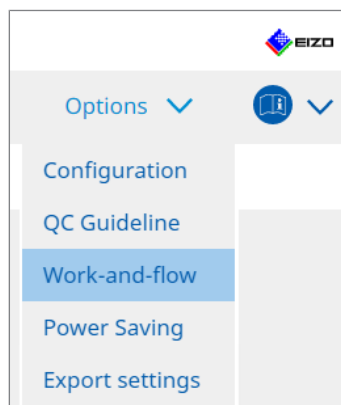 EIZO
Options
Configuration
QC Guideline
Work-and-flow
Power Saving
Export settings